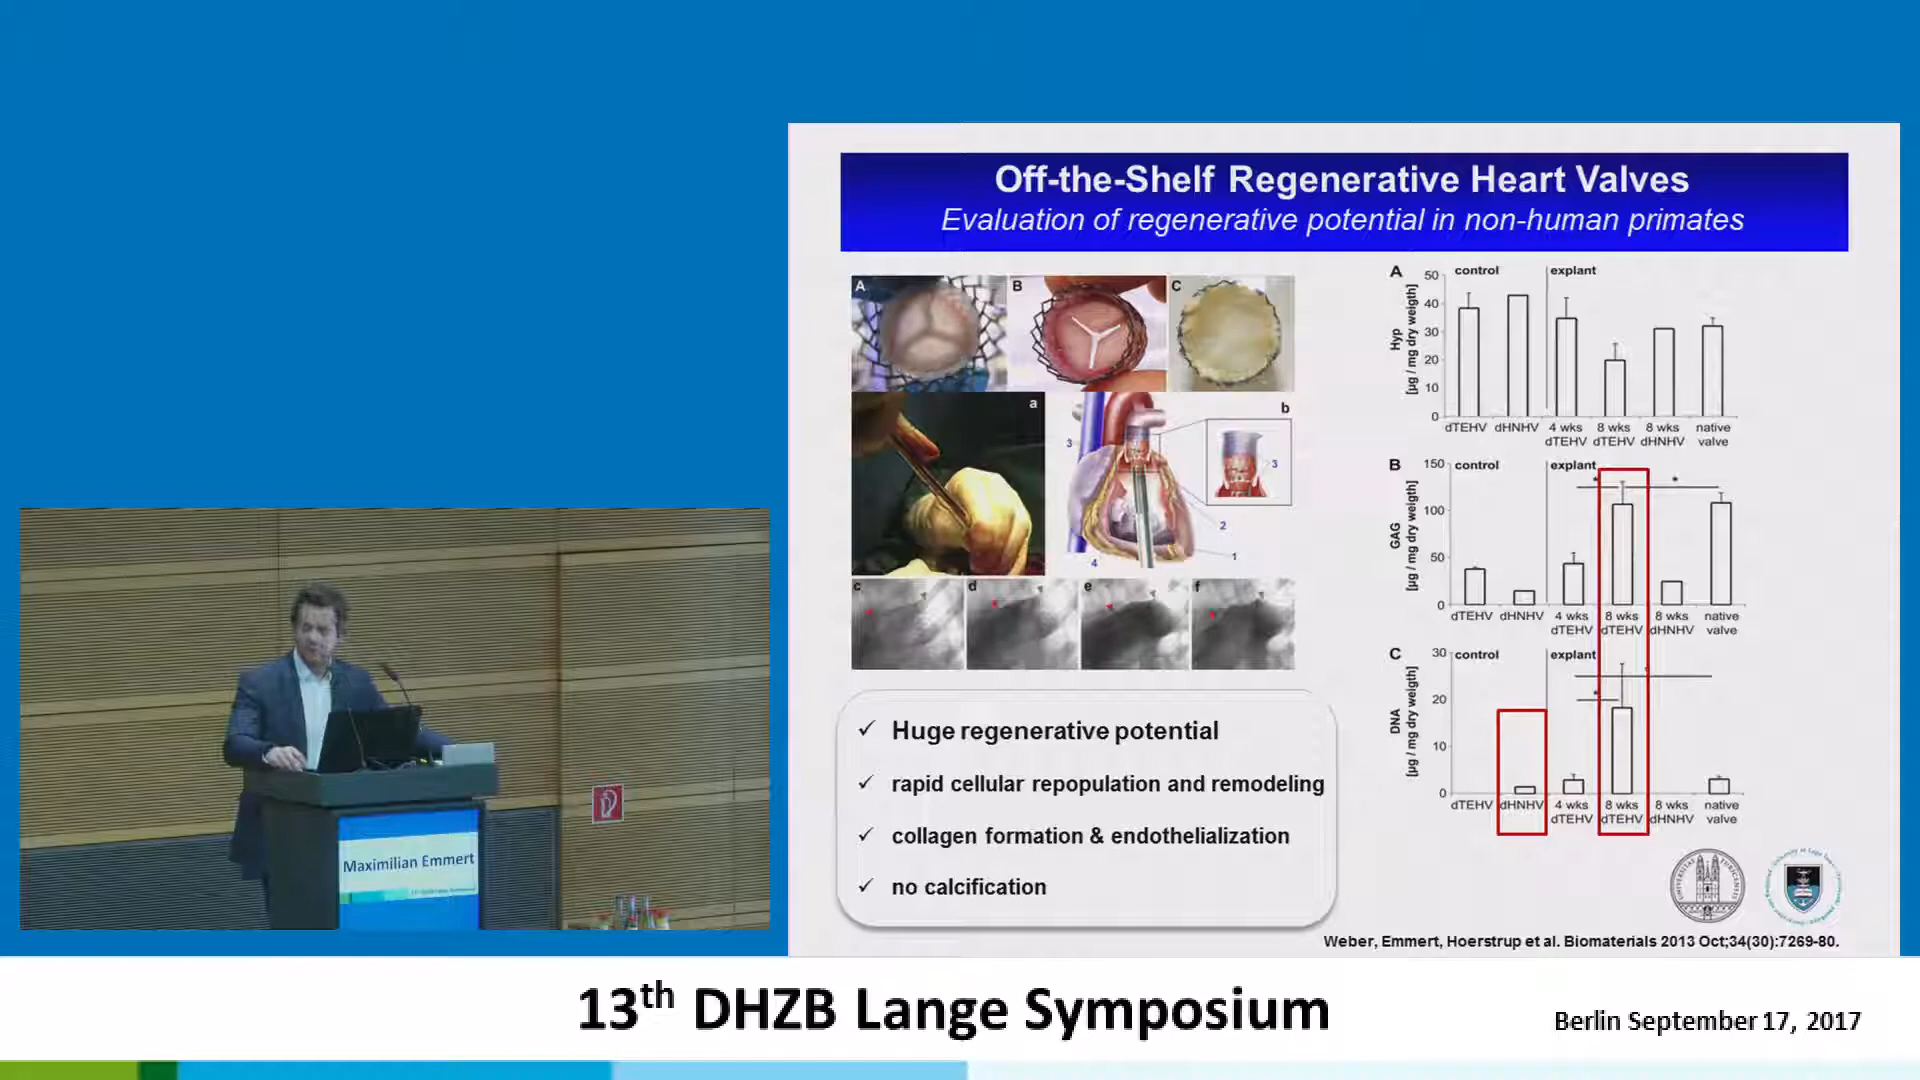 Off-the-Shelf Regenerative Heart Valves
Evaluation of regenerative potential in non-human primates
A
B
C
a
b
3
3
2
1
4
c
d
e
f
Huge regenerative potential
rapid cellular repopulation and remodeling
collagen formation & endothelialization
no calcification
A
control
explant
50
40
30
20
10
0
Hyp
[µg / mg dry weigth]
dTEHV
dHNHV
4 wks
dTEHV
8 wks
dTEHV
8 wks
dHNHV
native
valve
B
control
explant
150
100
50
0
GAG
[µg / mg dry weigth]
*
*
dTEHV
dHNHV
4 wks
dTEHV
8 wks
dTEHV
8 wks
dHNHV
native
valve
C
control
explant
30
20
10
0
DNA
[µg / mg dry weigth]
*
dTEHV
dHNHV
4 wks
dTEHV
8 wks
dTEHV
8 wks
dHNHV
native
valve
Weber, Emmert, Hoerstrup et al. Biomaterials 2013 Oct;34(30):7269-80.
Maximilian Emmert
13th DHZB Lange Symposium
Berlin September 17, 2017